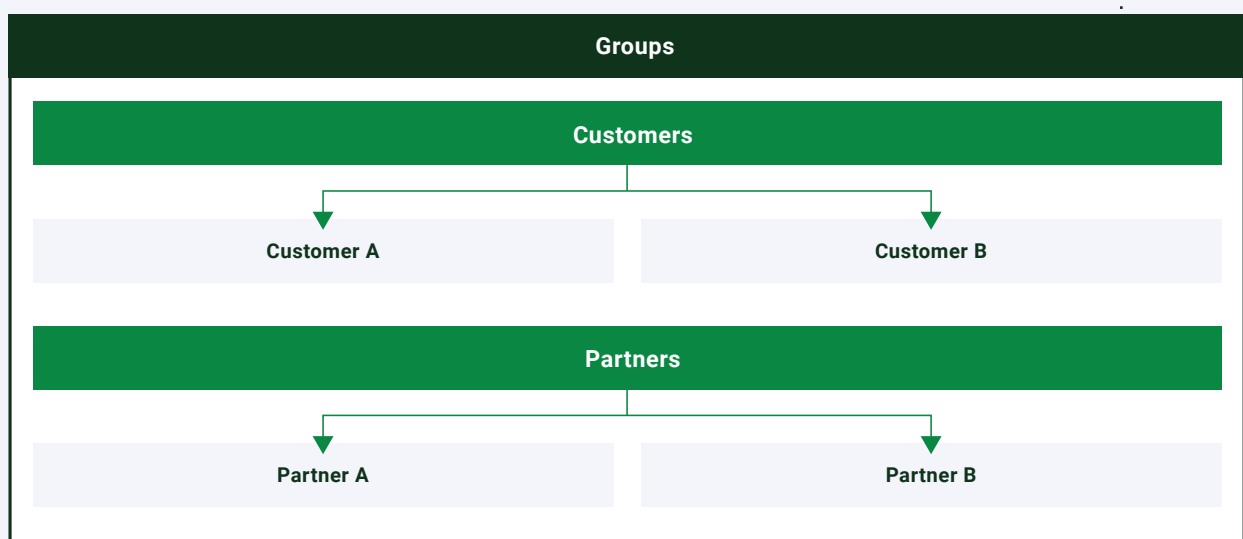 Groups
Customers
Customer A
Customer B
Partners
Partner A
Partner B